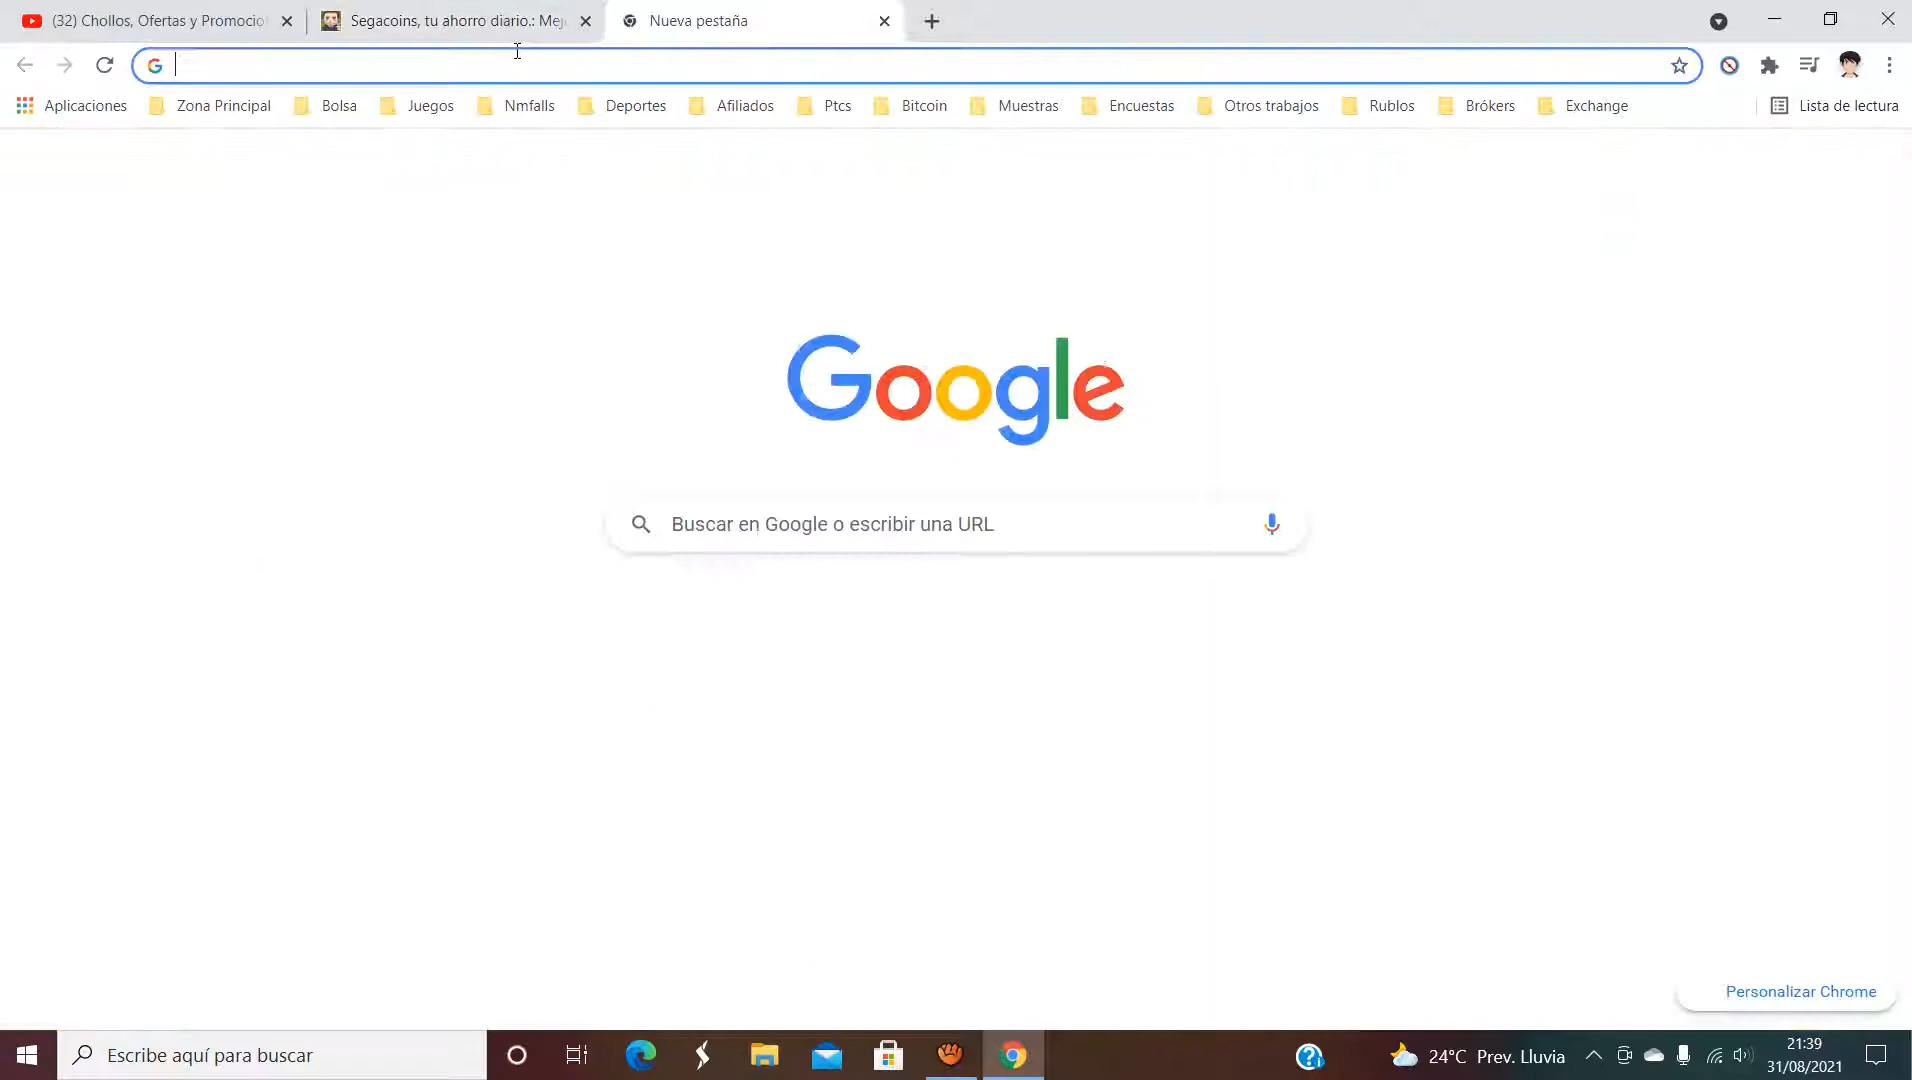 (32) Chollos, Ofertas y Promocio
Segacoins, tu ahorro diario.: Mej
Nueva pestaña
Aplicaciones Zona Principal Bolsa Juegos Nmfalls Deportes Afiliados Ptcs Bitcoin Muestras Encuestas Otros trabajos Rublos Brókers Exchange Lista de lectura
Google
Buscar en Google o escribir una URL
Personalizar Chrome
Escribe aquí para buscar
24°C Prev. Lluvia
21:39
31/08/2021